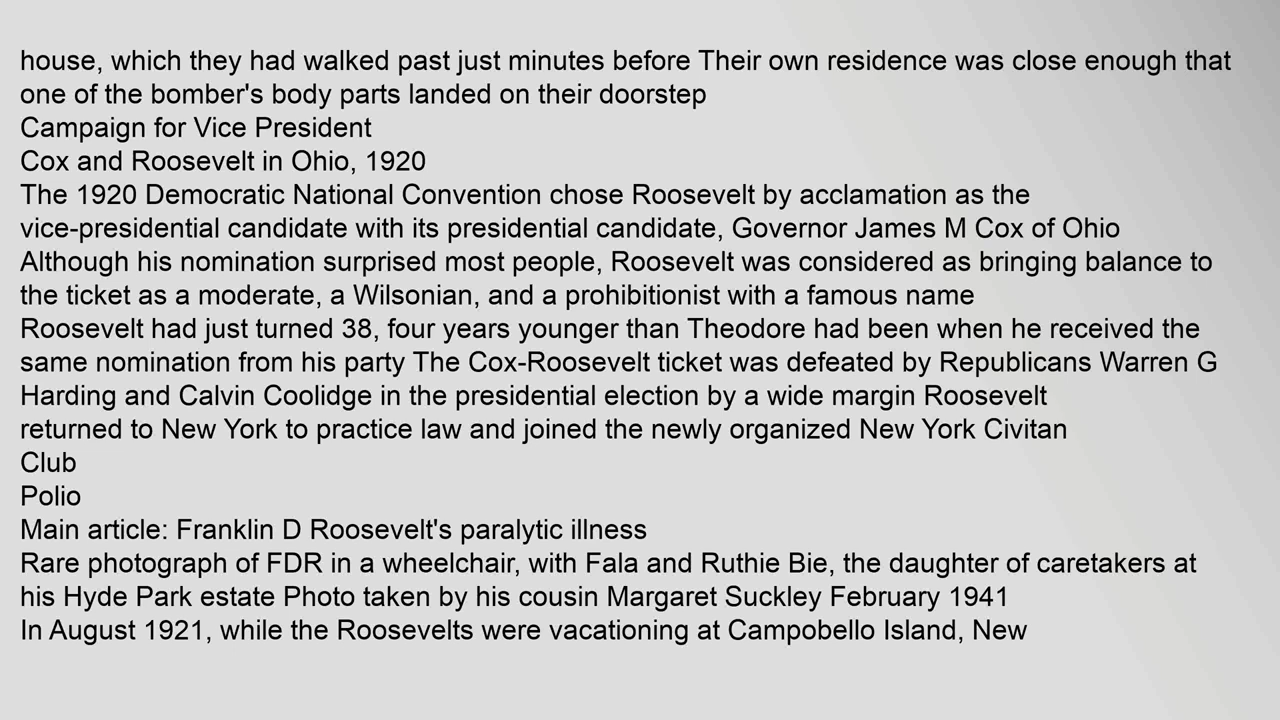 house, which they had walked past just minutes before Their own residence was close enough that
one of the bomber's body parts landed on their doorstep
Campaign for Vice President
Cox and Roosevelt in Ohio, 1920
The 1920 Democratic National Convention chose Roosevelt by acclamation as the
vice-presidential candidate with its presidential candidate, Governor James M Cox of Ohio
Although his nomination surprised most people, Roosevelt was considered as bringing balance to
the ticket as a moderate, a Wilsonian, and a prohibitionist with a famous name
Roosevelt had just turned 38, four years younger than Theodore had been when he received the
same nomination from his party The Cox-Roosevelt ticket was defeated by Republicans Warren G
Harding and Calvin Coolidge in the presidential election by a wide margin Roosevelt
returned to New York to practice law and joined the newly organized New York Civitan
Club
Polio
Main article: Franklin D Roosevelt's paralytic illness
Rare photograph of FDR in a wheelchair, with Fala and Ruthie Bie, the daughter of caretakers at
his Hyde Park estate Photo taken by his cousin Margaret Suckley February 1941
In August 1921, while the Roosevelts were vacationing at Campobello Island, New